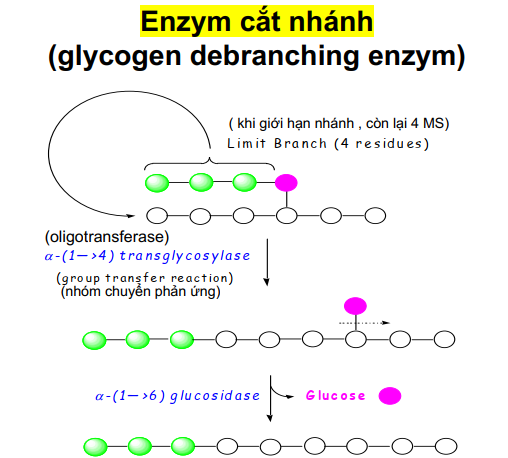 Enzym cắt nhánh
(glycogen debranching enzym)
( khi giới hạn nhánh , còn lại 4 MS)
Limit Branch (4 residues)
(oligotransferase)
α-(1—>4) transglycosylase
(group transfer reaction)
(nhóm chuyển phản ứng)
α-(1—>6) glucosidase
Glucose